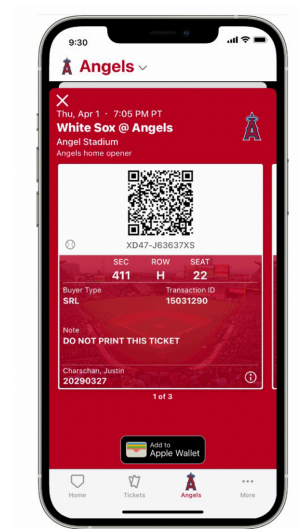 9:30
Angels
Thu, Apr 1 · 7:05 PM PT
White Sox @ Angels
Angel Stadium
Angels home opener
XD47-J63637XS
SEC ROW SEAT
411 H 22
Buyer Type Transaction ID
SRL 15031290
Note
DO NOT PRINT THIS TICKET
Charschan, Justin
20290327
1 of 3
Add to
Apple Wallet
Home Tickets Angels More